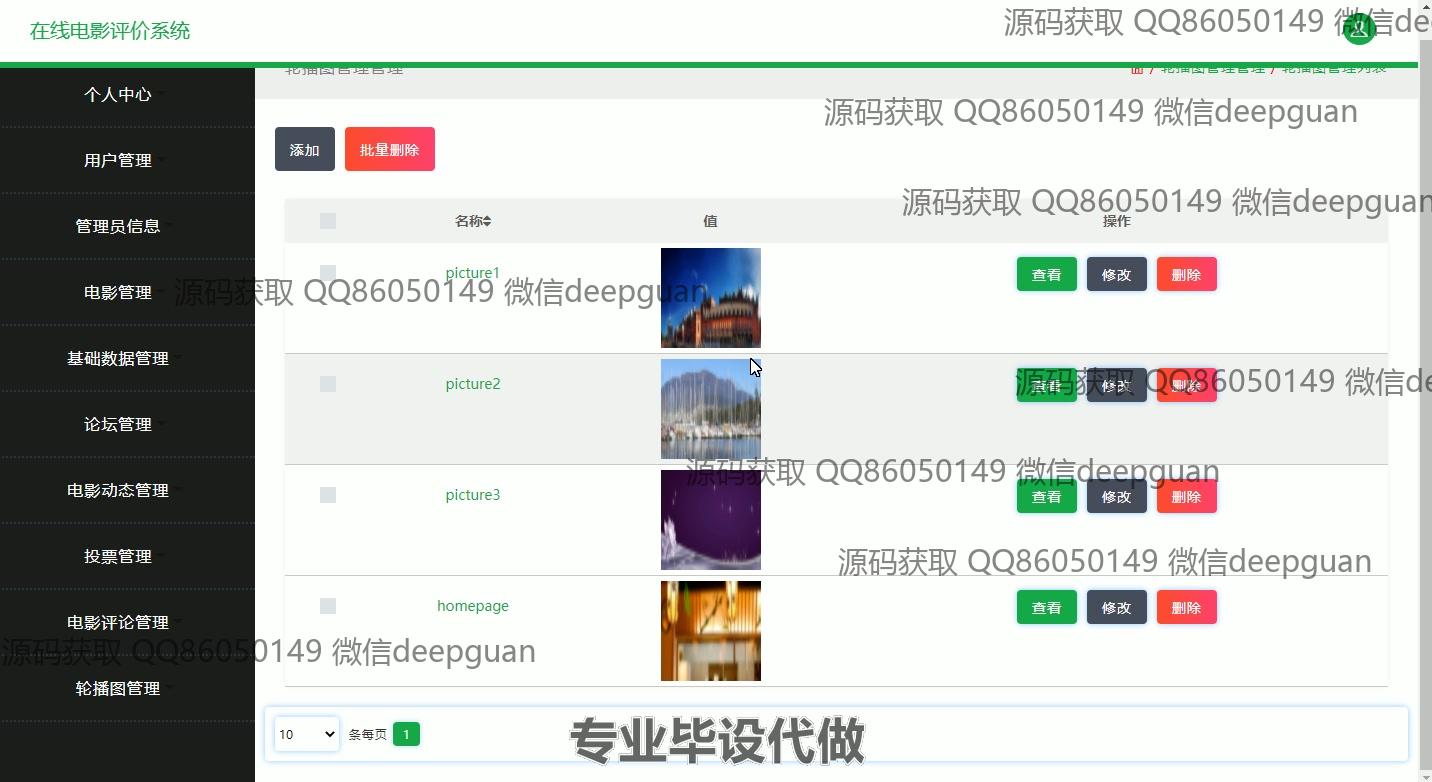 在线电影评价系统
源码获取 QQ86050149 微信deepguan
轮播图管理管理
/ 轮播图管理管理 / 轮播图管理列表
个人中心
源码获取 QQ86050149 微信deepguan
添加 批量删除
用户管理
源码获取 QQ86050149 微信deepguan
名称 值 操作
管理员信息
picture1 查看 修改 删除
电影管理
源码获取 QQ86050149 微信deepguan
基础数据管理
picture2 查看 修改 删除
源码获取 QQ86050149 微信de
论坛管理
源码获取 QQ86050149 微信deepguan
电影动态管理
picture3 查看 修改 删除
投票管理
源码获取 QQ86050149 微信deepguan
homepage 查看 修改 删除
电影评论管理
源码获取 QQ86050149 微信deepguan
轮播图管理
10 条每页 1
专业毕设代做